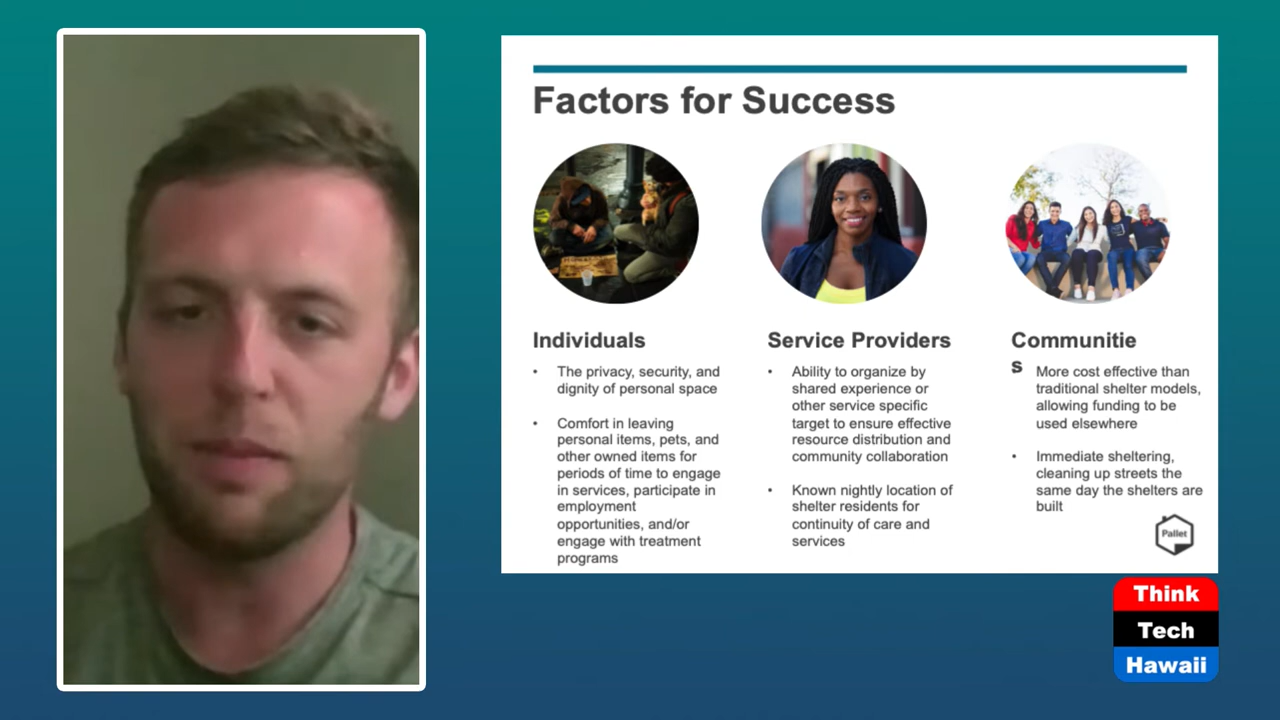 Factors for Success
Individuals
• The privacy, security, and
dignity of personal space
• Comfort in leaving
personal items, pets, and
other owned items for
periods of time to engage
in services, participate in
employment
opportunities, and/or
engage with treatment
programs
Service Providers
• Ability to organize by
shared experience or
other service specific
target to ensure effective
resource distribution and
community collaboration
• Known nightly location of
shelter residents for
continuity of care and
services
Communitie
s
• More cost effective than
traditional shelter models,
allowing funding to be
used elsewhere
• Immediate sheltering,
cleaning up streets the
same day the shelters are
built
Pallet
Think
Tech
Hawaii